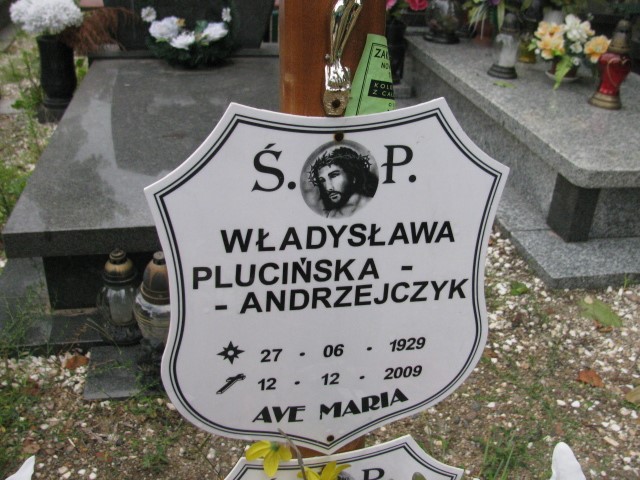 Ś. P.
WŁADYSŁAWA
PLUCIŃSKA -
- ANDRZEJCZYK
27 - 06 - 1929
12 - 12 - 2009
AVE MARIA
P.